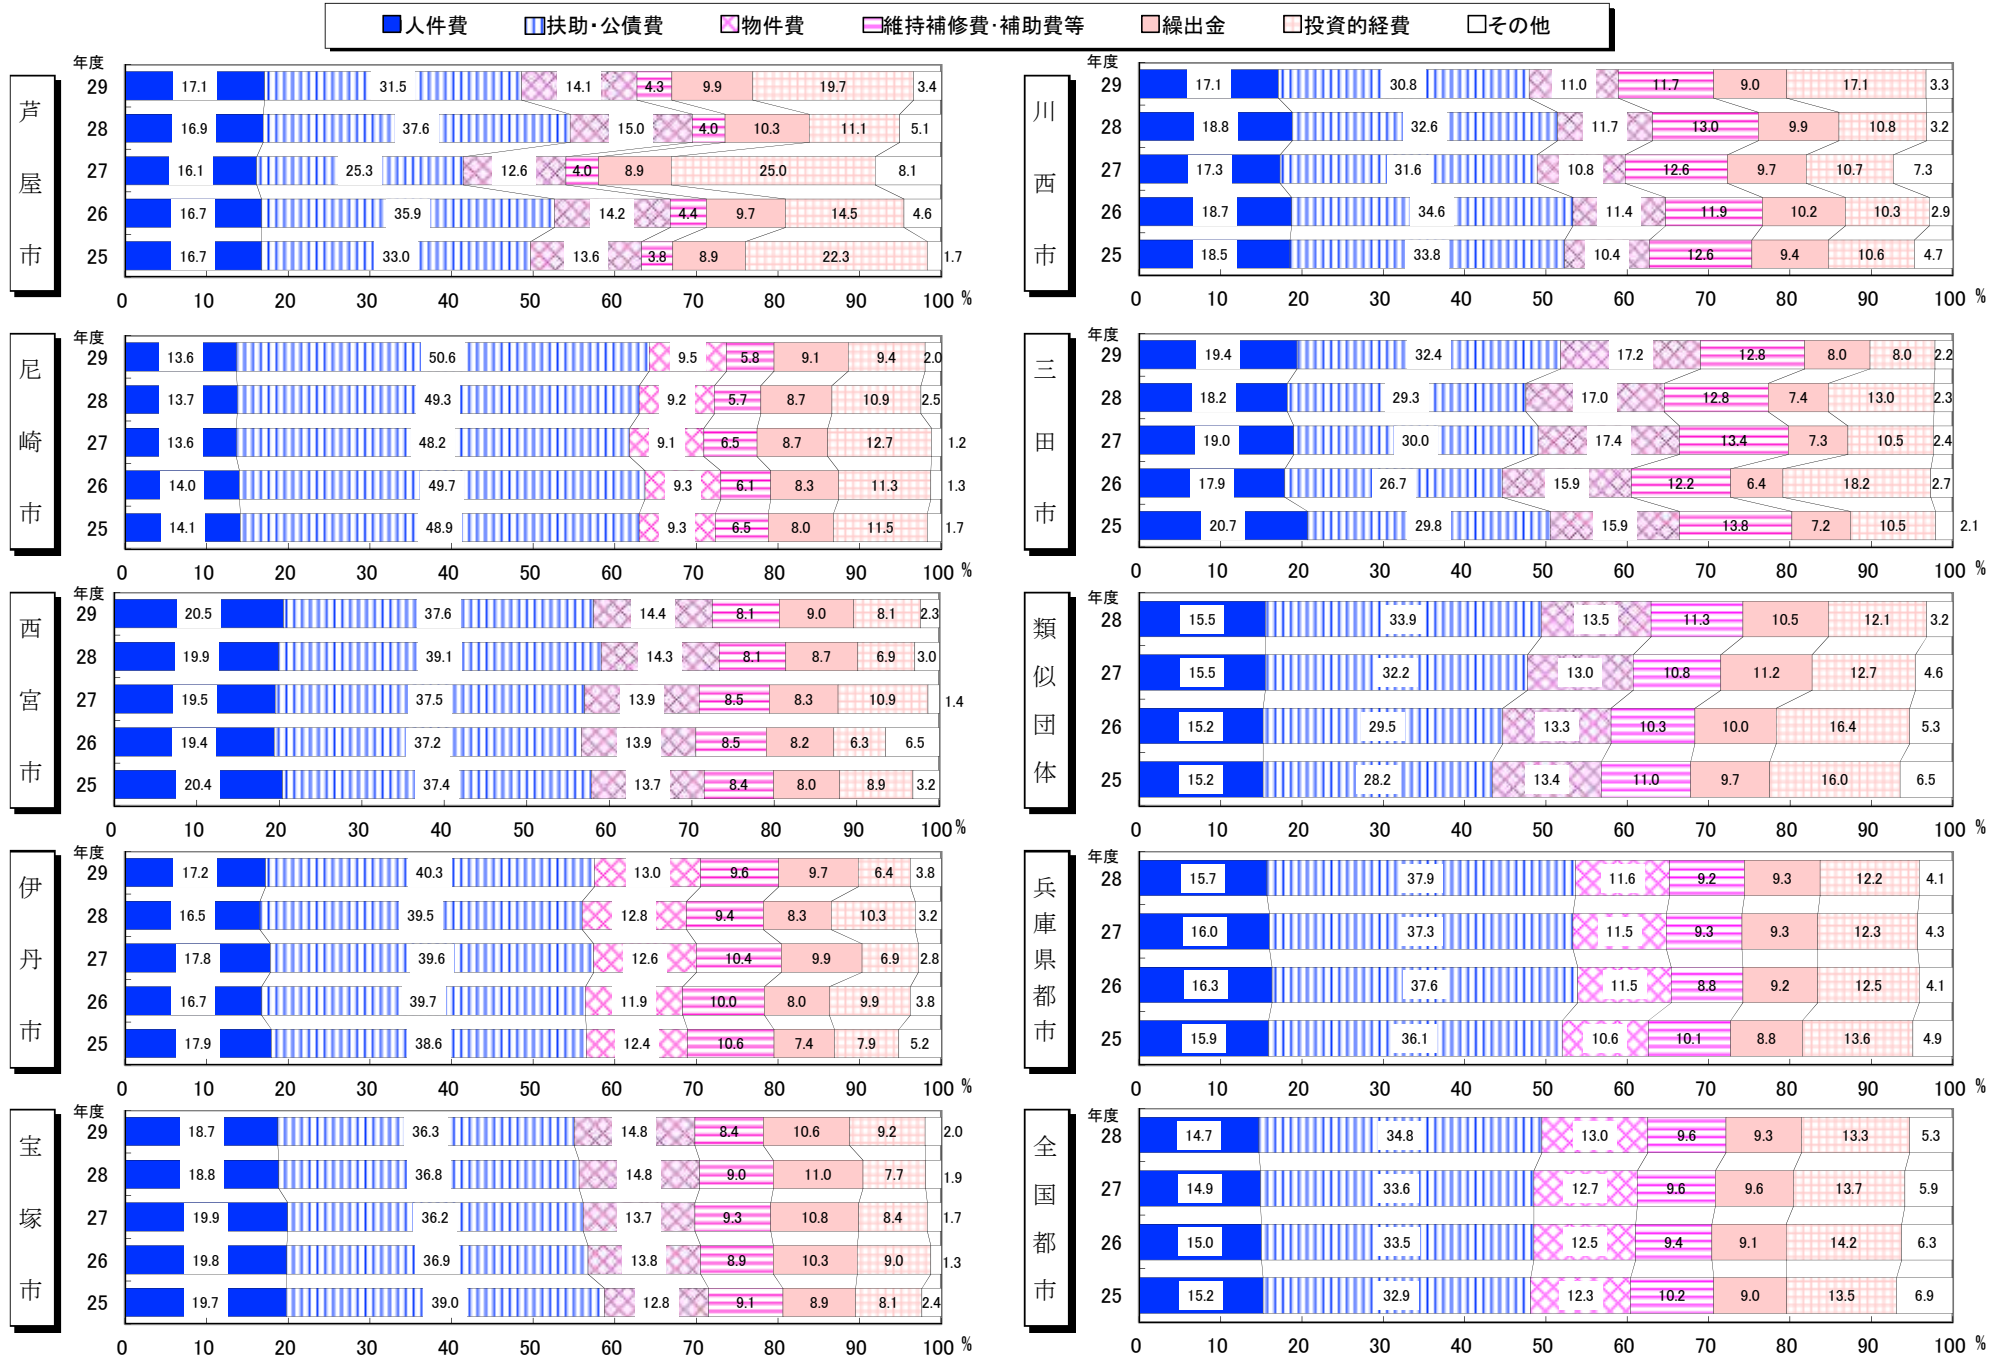 人件費 扶助・公債費 物件費 維持補修費・補助費等 繰出金 投資的経費 その他
芦屋市
年度
29 17.1 31.5 14.1 4.3 9.9 19.7 3.4
28 16.9 37.6 15.0 4.0 10.3 11.1 5.1
27 16.1 25.3 12.6 4.0 8.9 25.0 8.1
26 16.7 35.9 14.2 4.4 9.7 14.5 4.6
25 16.7 33.0 13.6 3.8 8.9 22.3 1.7
0 10 20 30 40 50 60 70 80 90 100 %
尼崎市
年度
29 13.6 50.6 9.5 5.8 9.1 9.4 2.0
28 13.7 49.3 9.2 5.7 8.7 10.9 2.5
27 13.6 48.2 9.1 6.5 8.7 12.7 1.2
26 14.0 49.7 9.3 6.1 8.3 11.3 1.3
25 14.1 48.9 9.3 6.5 8.0 11.5 1.7
0 10 20 30 40 50 60 70 80 90 100 %
西宮市
年度
29 20.5 37.6 14.4 8.1 9.0 8.1 2.3
28 19.9 39.1 14.3 8.1 8.7 6.9 3.0
27 19.5 37.5 13.9 8.5 8.3 10.9 1.4
26 19.4 37.2 13.9 8.5 8.2 6.3 6.5
25 20.4 37.4 13.7 8.4 8.0 8.9 3.2
0 10 20 30 40 50 60 70 80 90 100 %
伊丹市
年度
29 17.2 40.3 13.0 9.6 9.7 6.4 3.8
28 16.5 39.5 12.8 9.4 8.3 10.3 3.2
27 17.8 39.6 12.6 10.4 9.9 6.9 2.8
26 16.7 39.7 11.9 10.0 8.0 9.9 3.8
25 17.9 38.6 12.4 10.6 7.4 7.9 5.2
0 10 20 30 40 50 60 70 80 90 100 %
宝塚市
年度
29 18.7 36.3 14.8 8.4 10.6 9.2 2.0
28 18.8 36.8 14.8 9.0 11.0 7.7 1.9
27 19.9 36.2 13.7 9.3 10.8 8.4 1.7
26 19.8 36.9 13.8 8.9 10.3 9.0 1.3
25 19.7 39.0 12.8 9.1 8.9 8.1 2.4
0 10 20 30 40 50 60 70 80 90 100 %
川西市
年度
29 17.1 30.8 11.0 11.7 9.0 17.1 3.3
28 18.8 32.6 11.7 13.0 9.9 10.8 3.2
27 17.3 31.6 10.8 12.6 9.7 10.7 7.3
26 18.7 34.6 11.4 11.9 10.2 10.3 2.9
25 18.5 33.8 10.4 12.6 9.4 10.6 4.7
0 10 20 30 40 50 60 70 80 90 100 %
三田市
年度
29 19.4 32.4 17.2 12.8 8.0 8.0 2.2
28 18.2 29.3 17.0 12.8 7.4 13.0 2.3
27 19.0 30.0 17.4 13.4 7.3 10.5 2.4
26 17.9 26.7 15.9 12.2 6.4 18.2 2.7
25 20.7 29.8 15.9 13.8 7.2 10.5 2.1
0 10 20 30 40 50 60 70 80 90 100 %
類似団体
年度
28 15.5 33.9 13.5 11.3 10.5 12.1 3.2
27 15.5 32.2 13.0 10.8 11.2 12.7 4.6
26 15.2 29.5 13.3 10.3 10.0 16.4 5.3
25 15.2 28.2 13.4 11.0 9.7 16.0 6.5
0 10 20 30 40 50 60 70 80 90 100 %
兵庫県都市
年度
28 15.7 37.9 11.6 9.2 9.3 12.2 4.1
27 16.0 37.3 11.5 9.3 9.3 12.3 4.3
26 16.3 37.6 11.5 8.8 9.2 12.5 4.1
25 15.9 36.1 10.6 10.1 8.8 13.6 4.9
0 10 20 30 40 50 60 70 80 90 100 %
全国都市
年度
28 14.7 34.8 13.0 9.6 9.3 13.3 5.3
27 14.9 33.6 12.7 9.6 9.6 13.7 5.9
26 15.0 33.5 12.5 9.4 9.1 14.2 6.3
25 15.2 32.9 12.3 10.2 9.0 13.5 6.9
0 10 20 30 40 50 60 70 80 90 100 %